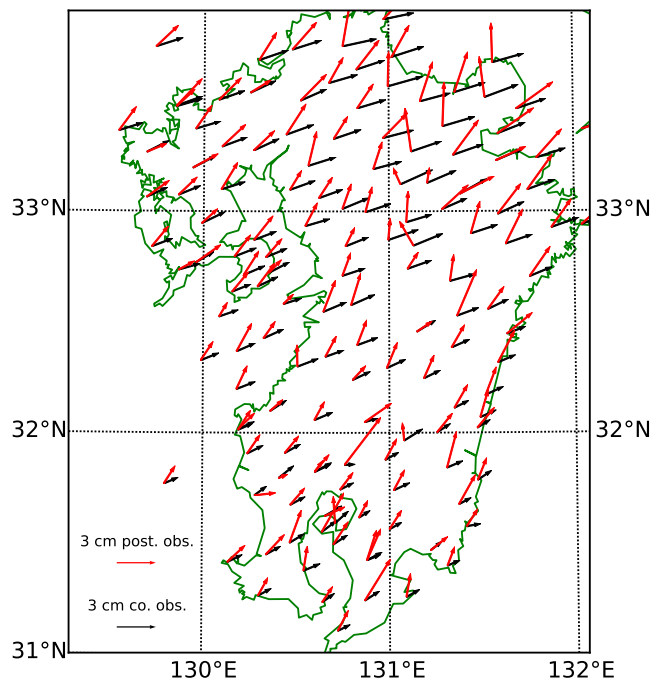 33°N
33°N
32°N
32°N
3 cm post. obs.
3 cm co. obs.
31°N
130°E
131°E
132°E